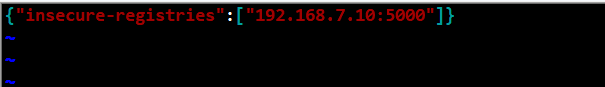 {"insecure-registries":["192.168.7.10:5000"]}
~
~
~